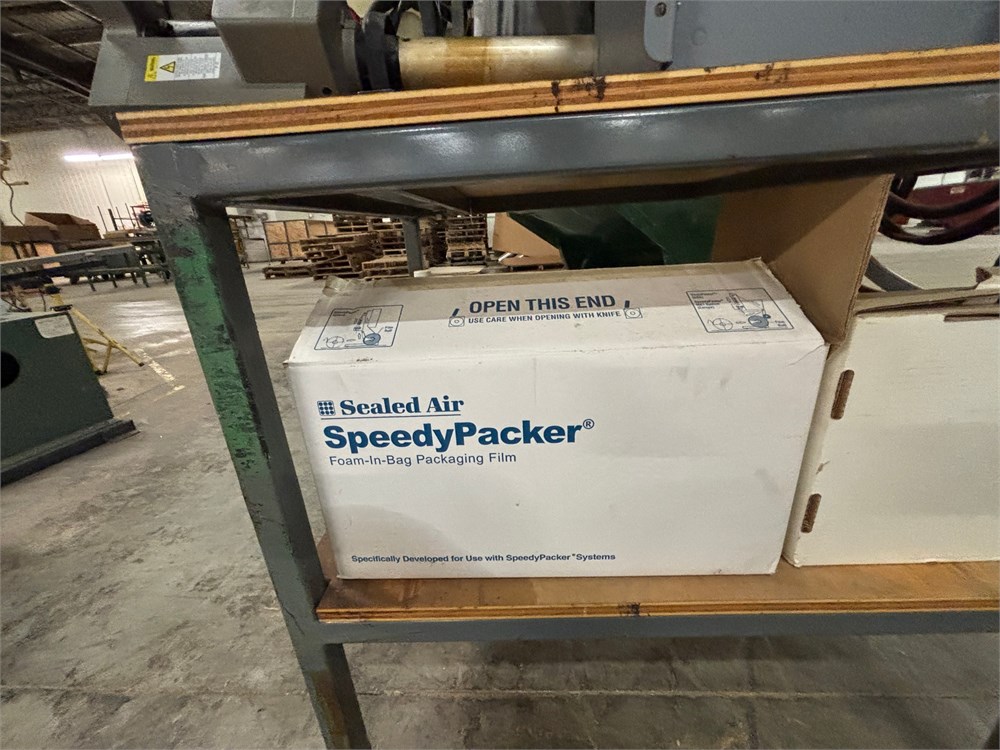 OPEN THIS END
USE CARE WHEN OPENING WITH KNIFE
Sealed Air
SpeedyPacker®
Foam-In-Bag Packaging Film
Specifically Developed for Use with SpeedyPacker® Systems